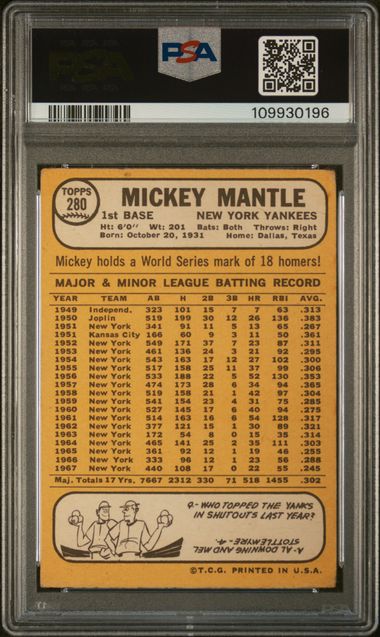 PSA
PSA
109930196
TOPPS
280
MICKEY MANTLE
1st BASE NEW YORK YANKEES
Ht: 6'0" Wt: 201 Bats: Both Throws: Right
Born: October 20, 1931 Home: Dallas, Texas
Mickey holds a World Series mark of 18 homers!
MAJOR & MINOR LEAGUE BATTING RECORD
YEAR TEAM AB H 2B 3B HR RBI AVG.
1949 Independ. 323 101 15 7 7 63 .313
1950 Joplin 519 199 30 12 26 136 .383
1951 New York 341 91 11 5 13 65 .267
1951 Kansas City 166 60 9 3 11 50 .361
1952 New York 549 171 37 7 23 87 .311
1953 New York 461 136 24 3 21 92 .295
1954 New York 543 163 17 12 27 102 .300
1955 New York 517 158 25 11 37 99 .306
1956 New York 533 188 22 5 52 130 .353
1957 New York 474 173 28 6 34 94 .365
1958 New York 519 158 21 1 42 97 .304
1959 New York 541 154 23 4 31 75 .285
1960 New York 527 145 17 6 40 94 .275
1961 New York 514 163 16 6 54 128 .317
1962 New York 377 121 15 1 30 89 .321
1963 New York 172 54 8 0 15 35 .314
1964 New York 465 141 25 2 35 111 .303
1965 New York 361 92 12 1 19 46 .255
1966 New York 333 96 12 1 23 56 .288
1967 New York 440 108 17 0 22 55 .245
Maj. Totals 17 Yrs. 7667 2312 330 71 518 1455 .302
Q-WHO TOPPED THE YANKS
IN SHUTOUTS LAST YEAR?
A-AL DOWNING AND MEL
STOTTLEMYRE-4.
©T.C.G. PRINTED IN U.S.A.